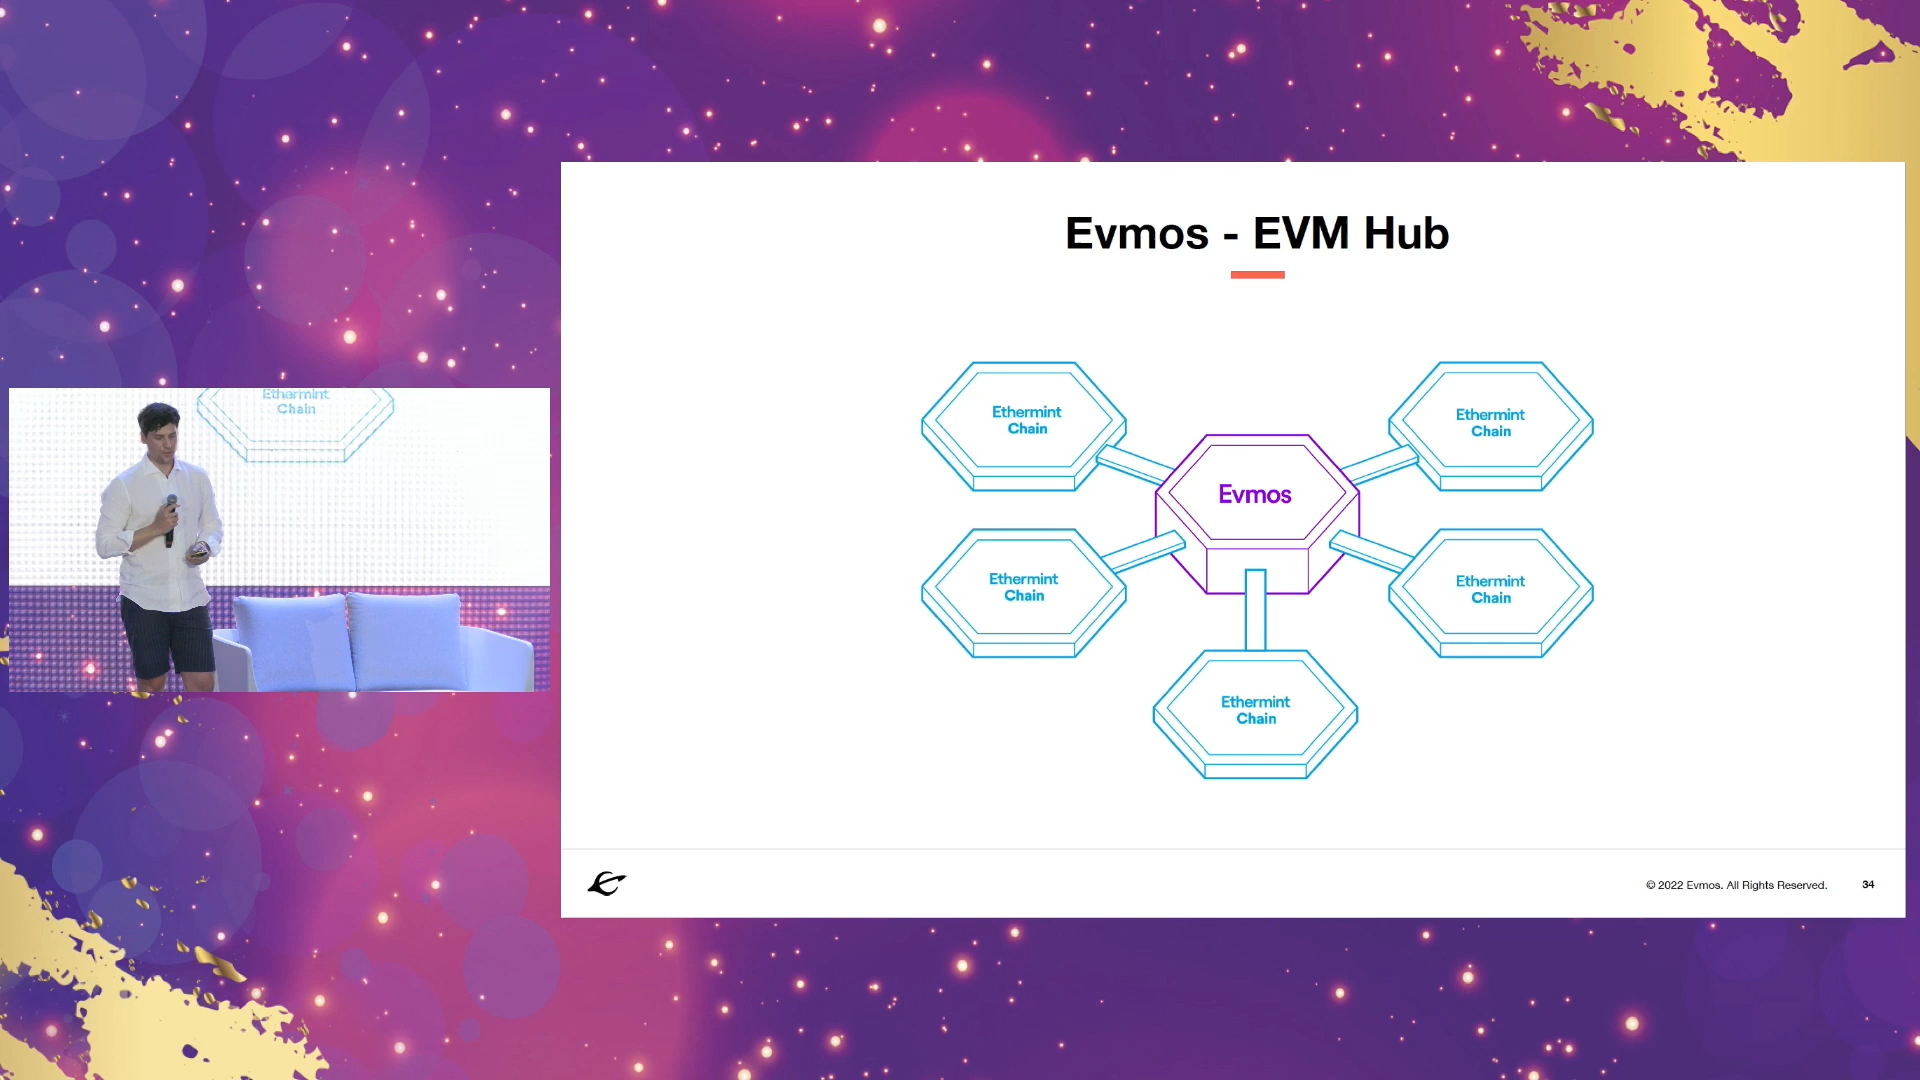 Evmos - EVM Hub
Ethermint
Chain
Ethermint
Chain
Evmos
Ethermint
Chain
Ethermint
Chain
Ethermint
Chain
Ethermint
Chain
© 2022 Evmos. All Rights Reserved.
34